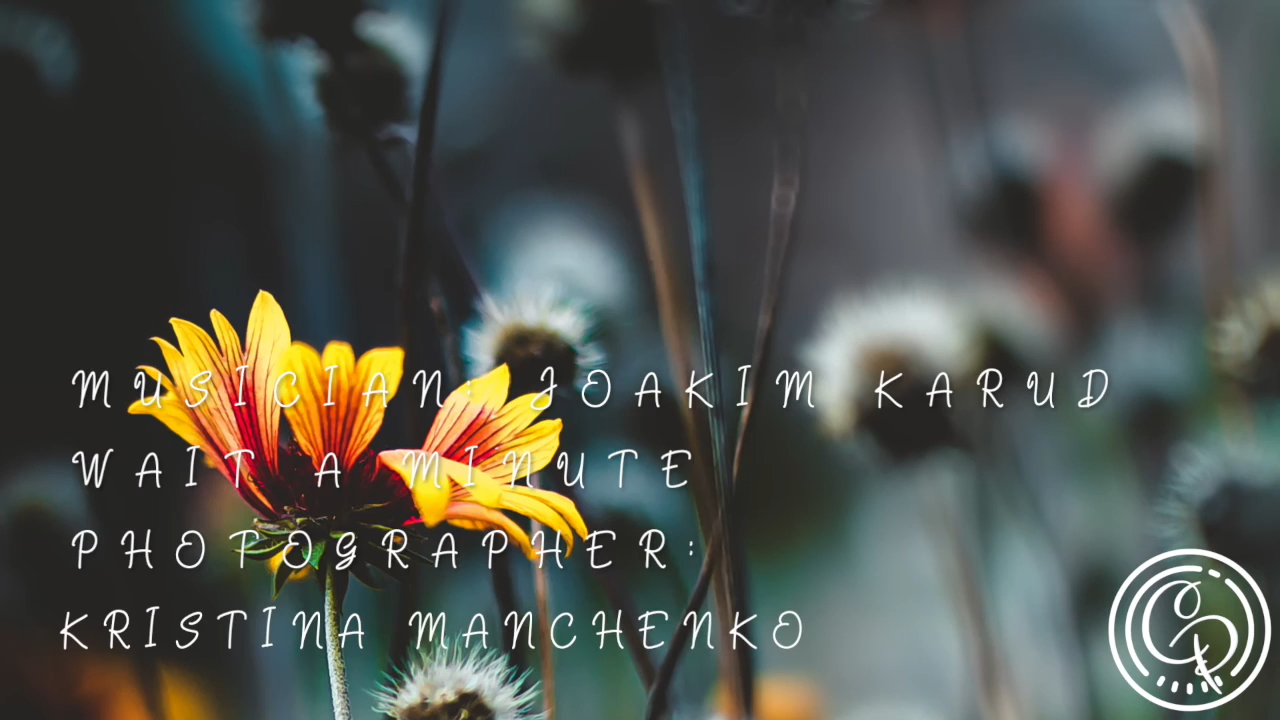 MUSICIAN: JOAKIM KARUD
WAIT A MINUTE
PHOTOGRAPHER:
KRISTINA MANCHENKO